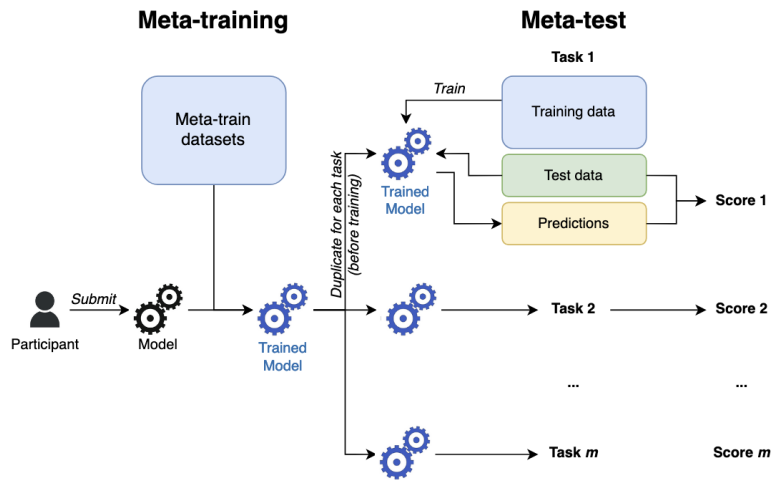 Meta-training
Meta-test
Task 1
Meta-train
datasets
Train
Training data
Test data
Predictions
Score 1
Trained
Model
Duplicate for each task
(before training)
Submit
Participant
Model
Trained
Model
Task 2
Score 2
...
...
Task m
Score m